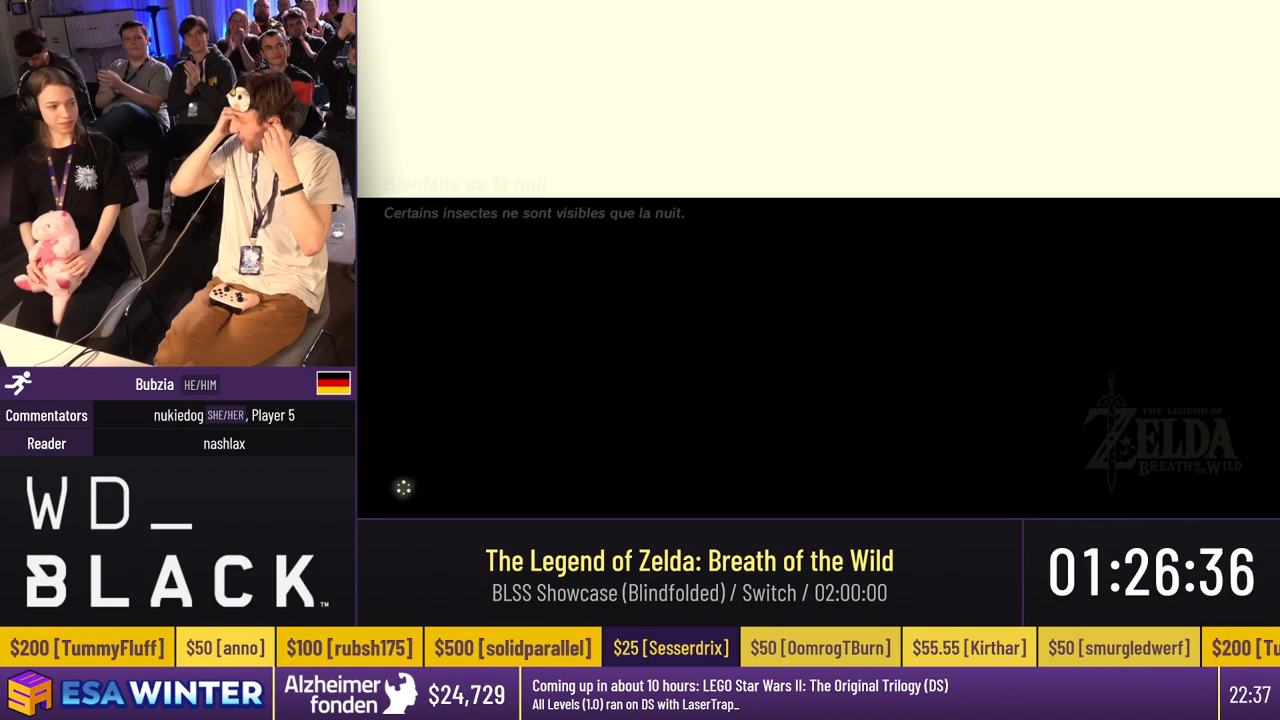 Bienfaits de la nuit
Certains insectes ne sont visibles que la nuit.
THE LEGEND OF
ZELDA
BREATH OF THE WILD
Bubzia HE/HIM
Commentators nukiedog SHE/HER, Player 5
Reader nashlax
WD_
BLACK™
The Legend of Zelda: Breath of the Wild
BLSS Showcase (Blindfolded) / Switch / 02:00:00
01:26:36
$200 [TummyFluff] $50 [anno] $100 [rubsh175] $500 [solidparallel] $25 [Sesserdrix] $50 [OomrogTBurn] $55.55 [Kirthar] $50 [smurgledwerf] $200 [Tu
ESA WINTER
Alzheimer
fonden
$24,729
Coming up in about 10 hours: LEGO Star Wars II: The Original Trilogy (DS)
All Levels (1.0) ran on DS with LaserTrap_
22:37